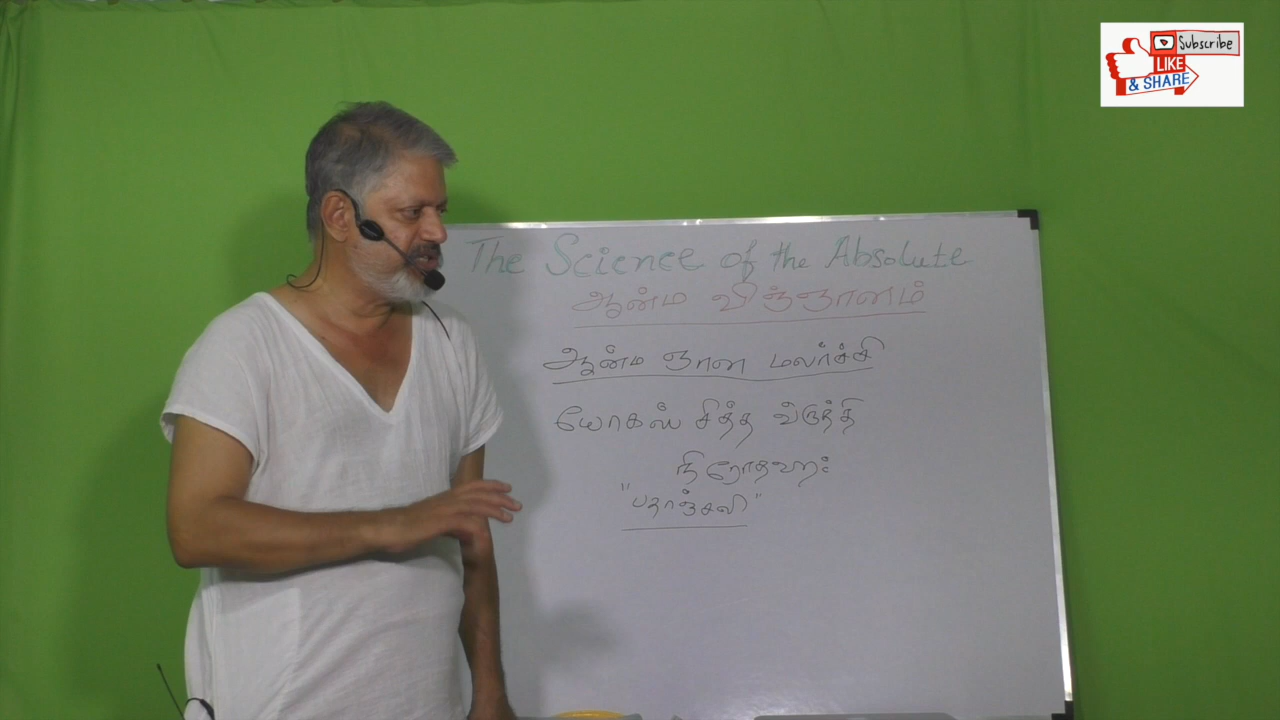 Subscribe
LIKE
& SHARE
The Science of the Absolute
ஆன்ம விஞ்ஞானம்
ஆன்ம ஞான மலர்ச்சி
யோகஸ் சித்த வ்ருத்தி
நிரோதஹ:
"பதாஞ்சலி"